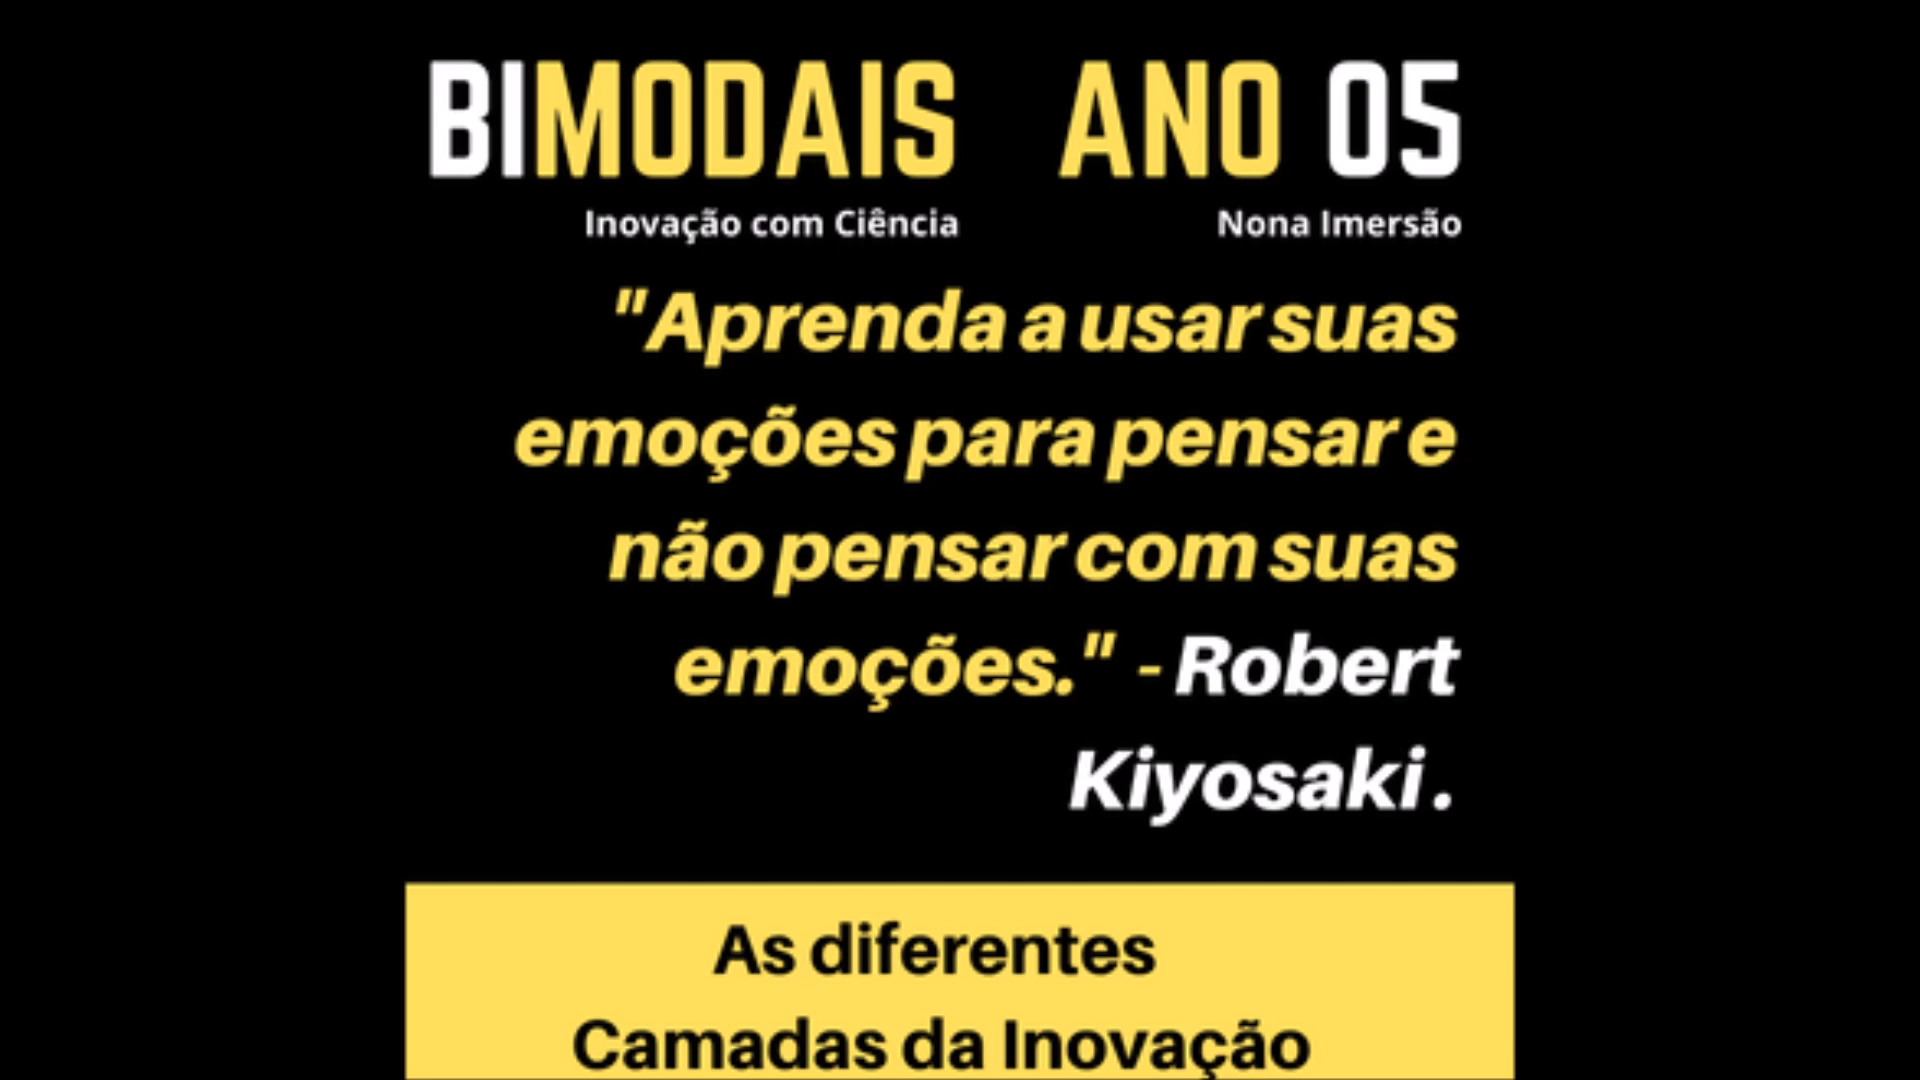 BIMODAIS ANO 05
Inovação com Ciência Nona Imersão
"Aprenda a usar suas
emoções para pensar e
não pensar com suas
emoções." - Robert
Kiyosaki.
As diferentes
Camadas da Inovação